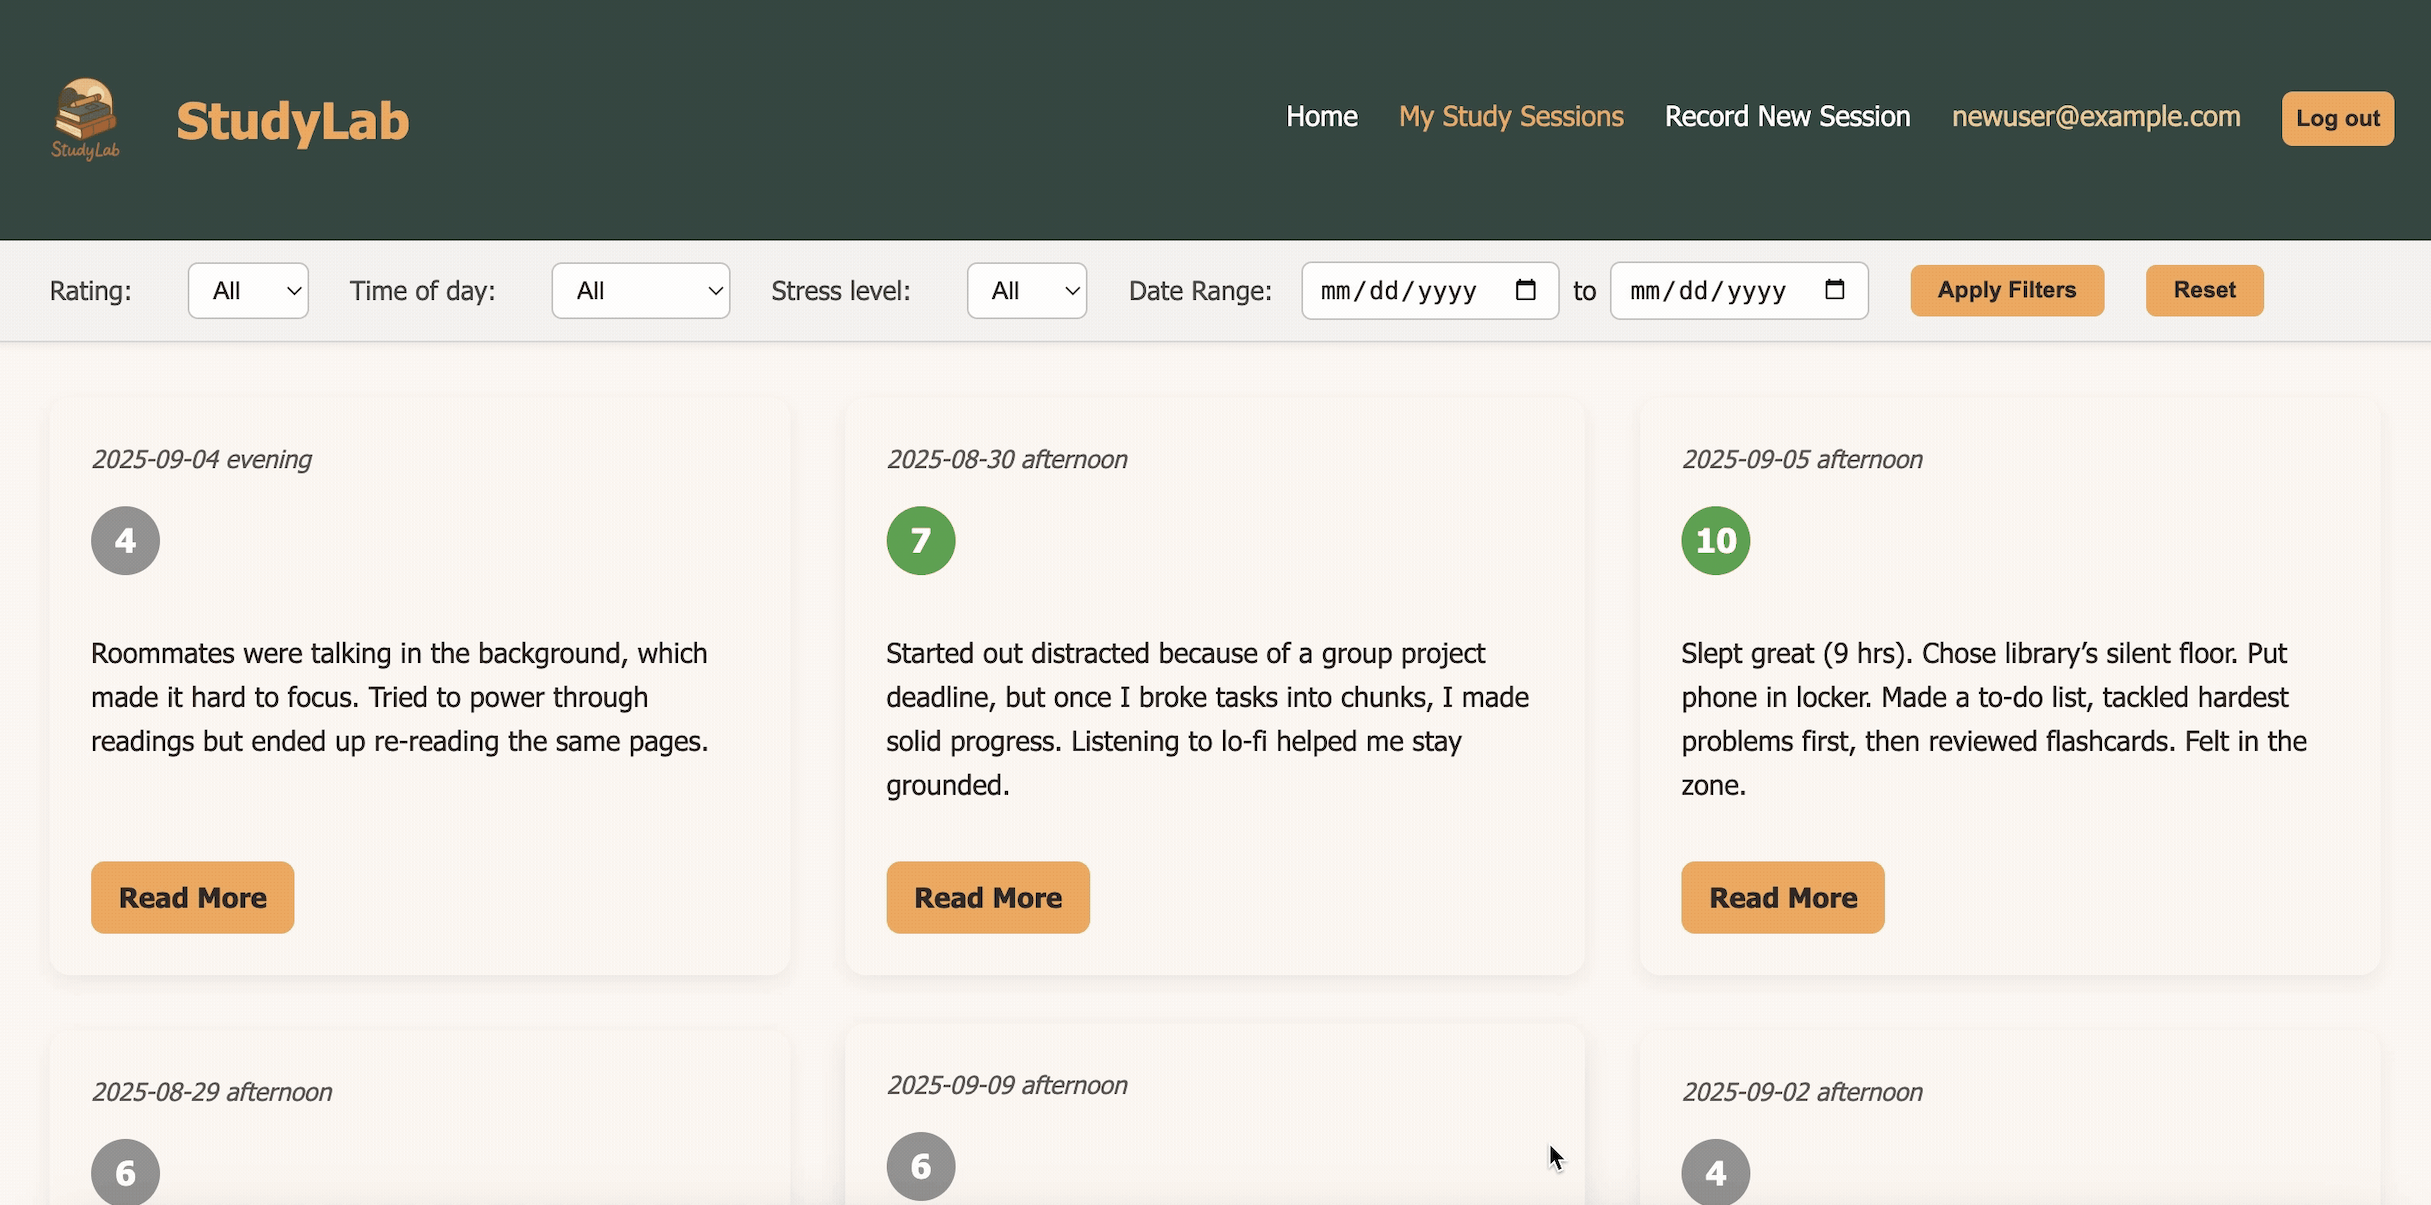 StudyLab
StudyLab
Home My Study Sessions Record New Session newuser@example.com Log out
Rating: All Time of day: All Stress level: All Date Range: mm/dd/yyyy to mm/dd/yyyy Apply Filters Reset
2025-09-04 evening
4
Roommates were talking in the background, which
made it hard to focus. Tried to power through
readings but ended up re-reading the same pages.
Read More
2025-08-30 afternoon
7
Started out distracted because of a group project
deadline, but once I broke tasks into chunks, I made
solid progress. Listening to lo-fi helped me stay
grounded.
Read More
2025-09-05 afternoon
10
Slept great (9 hrs). Chose library’s silent floor. Put
phone in locker. Made a to-do list, tackled hardest
problems first, then reviewed flashcards. Felt in the
zone.
Read More
2025-08-29 afternoon
6
2025-09-09 afternoon
6
2025-09-02 afternoon
4